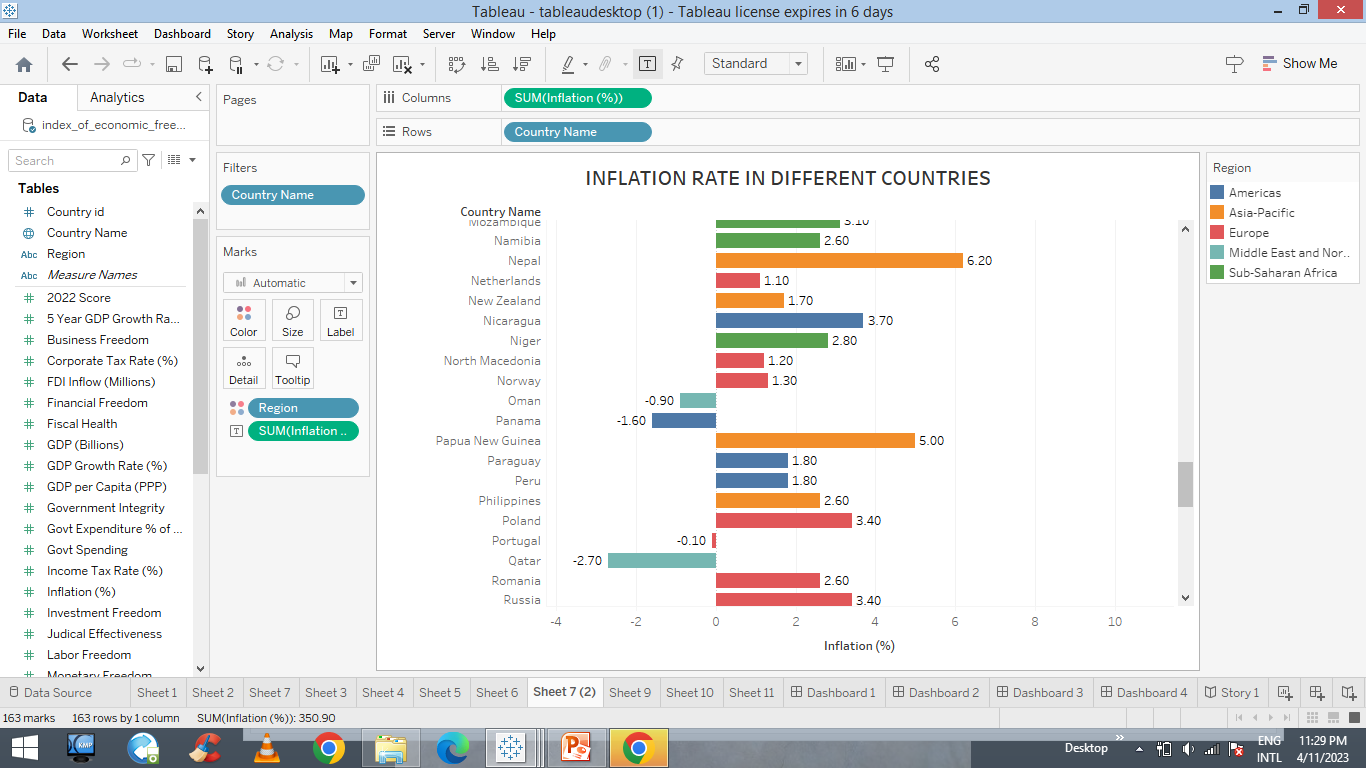 Tableau - tableaudesktop (1) - Tableau license expires in 6 days
File Data Worksheet Dashboard Story Analysis Map Format Server Window Help
Standard
Show Me
Data Analytics
index_of_economic_free...
Search
Tables
Country id
Country Name
Abc Region
Abc Measure Names
2022 Score
5 Year GDP Growth Ra...
Business Freedom
Corporate Tax Rate (%)
FDI Inflow (Millions)
Financial Freedom
Fiscal Health
GDP (Billions)
GDP Growth Rate (%)
GDP per Capita (PPP)
Government Integrity
Govt Expenditure % of ...
Govt Spending
Income Tax Rate (%)
Inflation (%)
Investment Freedom
Judical Effectiveness
Labor Freedom
Monetary Freedom
Pages
Filters
Country Name
Marks
Automatic
Color Size Label
Detail Tooltip
Region
SUM(Inflation ..
Columns SUM(Inflation (%))
Rows Country Name
INFLATION RATE IN DIFFERENT COUNTRIES
Country Name
Mozambique 3.10
Namibia 2.60
Nepal 6.20
Netherlands 1.10
New Zealand 1.70
Nicaragua 3.70
Niger 2.80
North Macedonia 1.20
Norway 1.30
Oman -0.90
Panama -1.60
Papua New Guinea 5.00
Paraguay 1.80
Peru 1.80
Philippines 2.60
Poland 3.40
Portugal -0.10
Qatar -2.70
Romania 2.60
Russia 3.40
-4 -2 0 2 4 6 8 10
Inflation (%)
Region
Americas
Asia-Pacific
Europe
Middle East and Nor..
Sub-Saharan Africa
Data Source Sheet 1 Sheet 2 Sheet 7 Sheet 3 Sheet 4 Sheet 5 Sheet 6 Sheet 7 (2) Sheet 9 Sheet 10 Sheet 11 Dashboard 1 Dashboard 2 Dashboard 3 Dashboard 4 Story 1
163 marks 163 rows by 1 column SUM(Inflation (%)): 350.90
KMP
Desktop
ENG
INTL
11:29 PM
4/11/2023